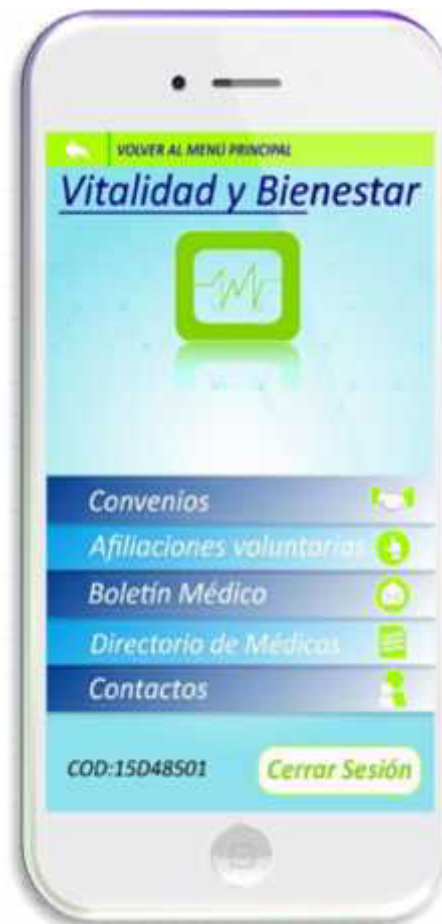 VOLVER AL MENÚ PRINCIPAL
Vitalidad y Bienestar
Convenios
Afiliaciones voluntarias
Boletín Médico
Directorio de Médicos
Contactos
COD:15D48501
Cerrar Sesión